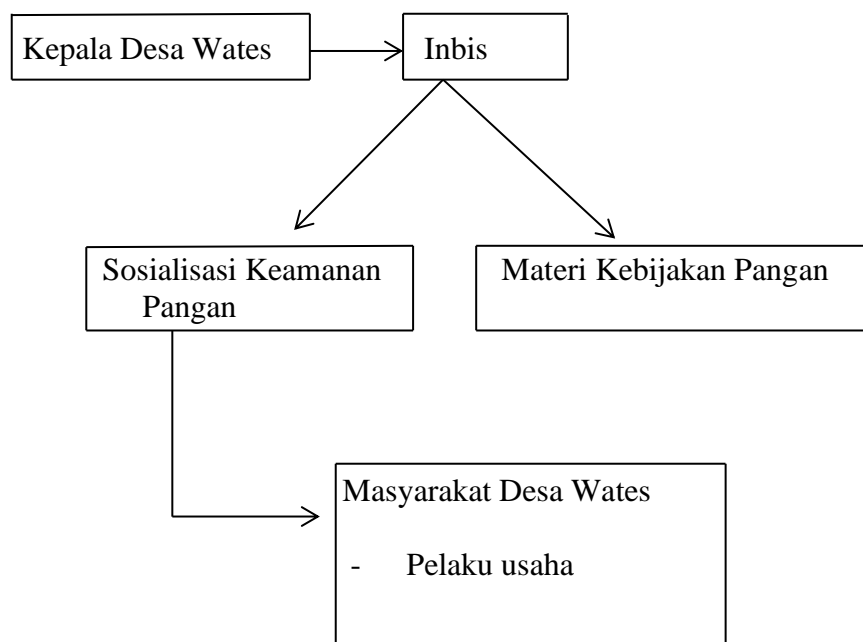 Kepala Desa Wates
Inbis
Sosialisasi Keamanan
Pangan
Materi Kebijakan Pangan
Masyarakat Desa Wates
- Pelaku usaha